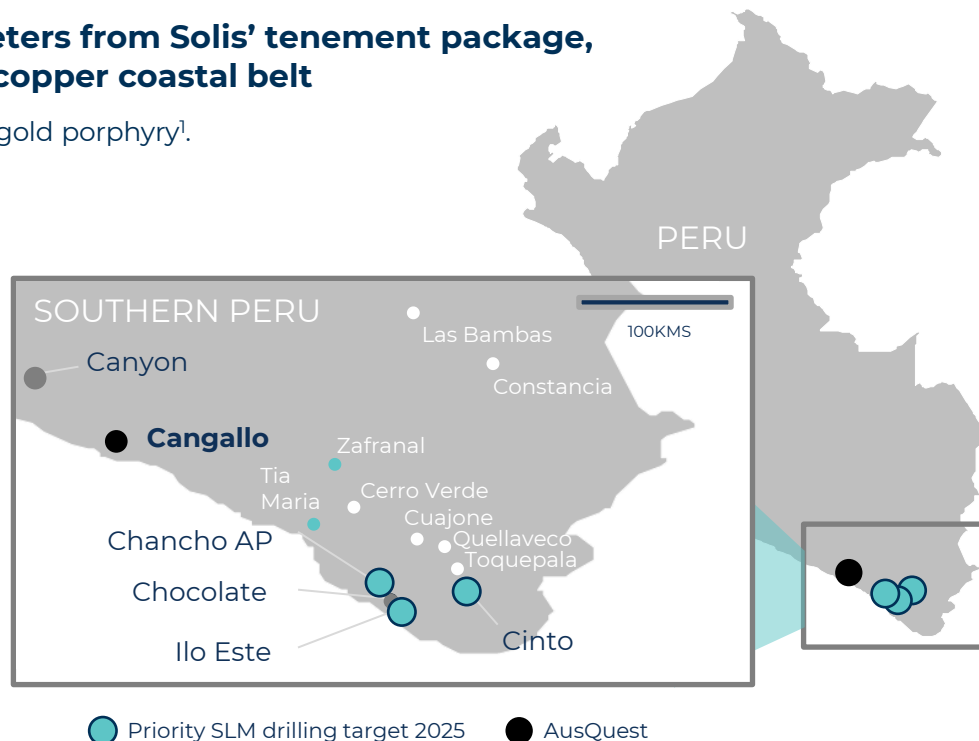 eters from Solis’ tenement package,
copper coastal belt
gold porphyry¹.
PERU
SOUTHERN PERU
100KMS
Las Bambas
Canyon
Constancia
Cangallo
Zafranal
Tia
Maria
Cerro Verde
Cuajone
Chancho AP
Quellaveco
Toquepala
Chocolate
Ilo Este
Cinto
Priority SLM drilling target 2025
AusQuest